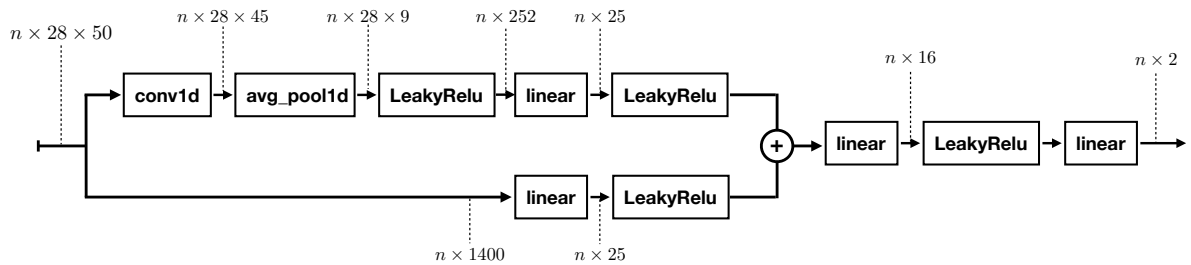 n × 28 × 45
n × 28 × 9
n × 252
n × 25
n × 28 × 50
n × 16
n × 2
conv1d
avg_pool1d
LeakyRelu
linear
LeakyRelu
+
linear
LeakyRelu
linear
linear
LeakyRelu
n × 1400
n × 25